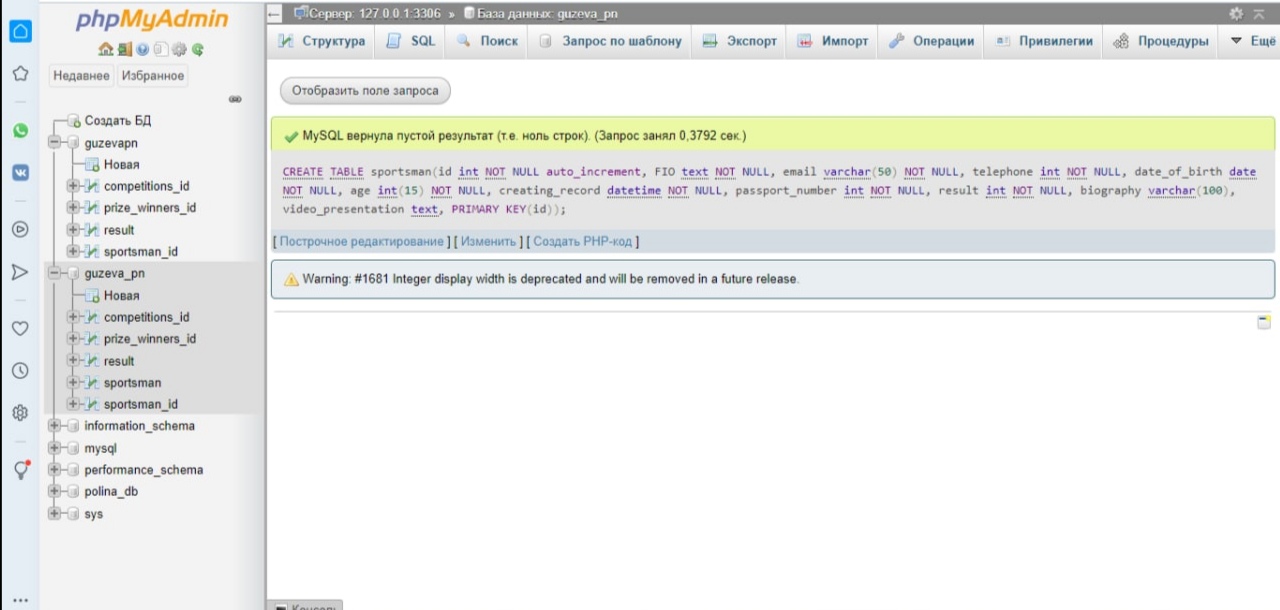 phpMyAdmin
Недавнее Избранное
Создать БД
guzevapn
Новая
competitions_id
prize_winners_id
result
sportsman_id
guzeva_pn
Новая
competitions_id
prize_winners_id
result
sportsman
sportsman_id
information_schema
mysql
performance_schema
polina_db
sys
Сервер: 127.0.0.1:3306 » База данных: guzeva_pn
Структура SQL Поиск Запрос по шаблону Экспорт Импорт Операции Привилегии Процедуры Ещё
Отобразить поле запроса
MySQL вернула пустой результат (т.е. ноль строк). (Запрос занял 0,3792 сек.)
CREATE TABLE sportsman(id int NOT NULL auto_increment, FIO text NOT NULL, email varchar(50) NOT NULL, telephone int NOT NULL, date_of_birth date
NOT NULL, age int(15) NOT NULL, creating_record datetime NOT NULL, passport_number int NOT NULL, result int NOT NULL, biography varchar(100),
video_presentation text, PRIMARY KEY(id));
[ Построчное редактирование ] [ Изменить ] [ Создать PHP-код ]
Warning: #1681 Integer display width is deprecated and will be removed in a future release.
Консоль